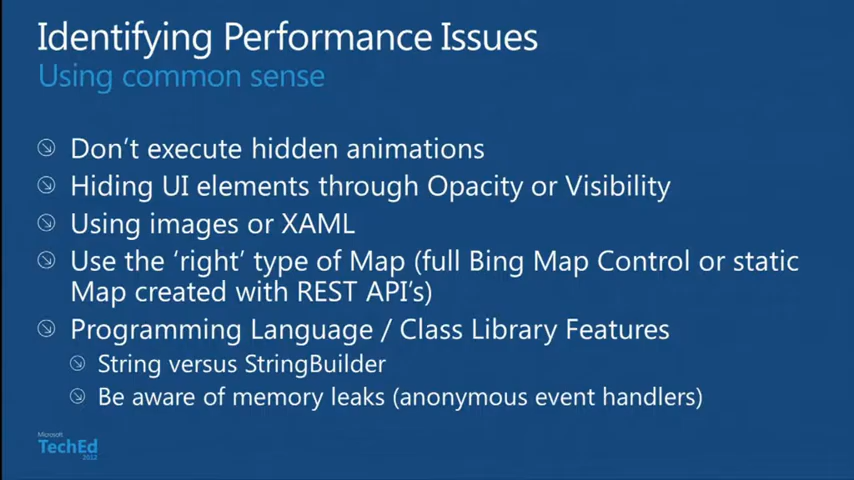 Identifying Performance Issues
Using common sense
Don't execute hidden animations
Hiding UI elements through Opacity or Visibility
Using images or XAML
Use the 'right' type of Map (full Bing Map Control or static
Map created with REST API's)
Programming Language / Class Library Features
String versus StringBuilder
Be aware of memory leaks (anonymous event handlers)
Microsoft
TechEd
2012